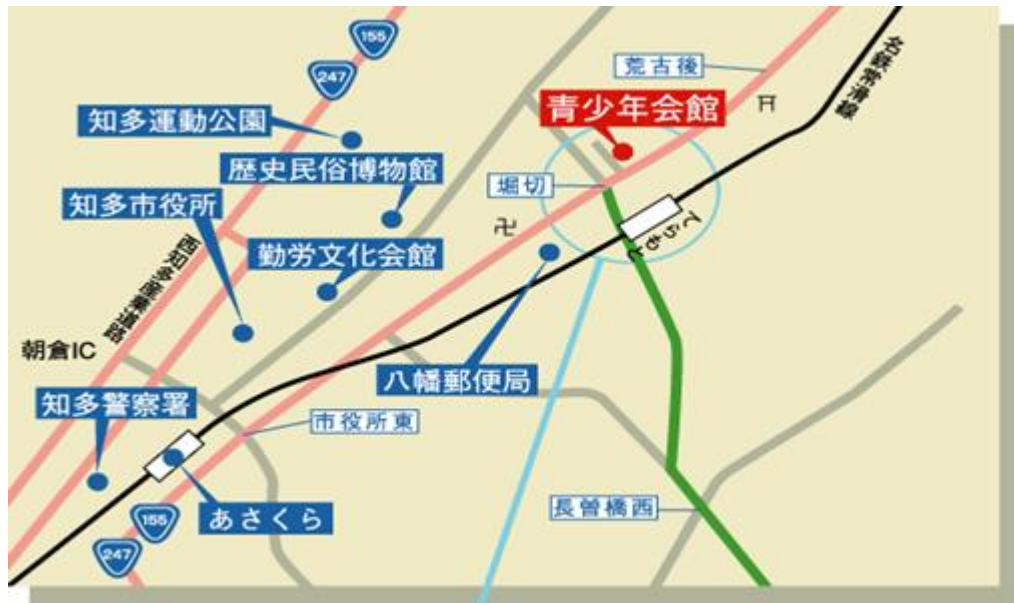 155
247
荒古後
名鉄常滑線
青少年会館
知多運動公園
歴史民俗博物館
堀切
知多市役所
てらもと
勤労文化会館
西知多産業道路
朝倉IC
八幡郵便局
知多警察署
市役所東
長曽橋西
あさくら
155
247